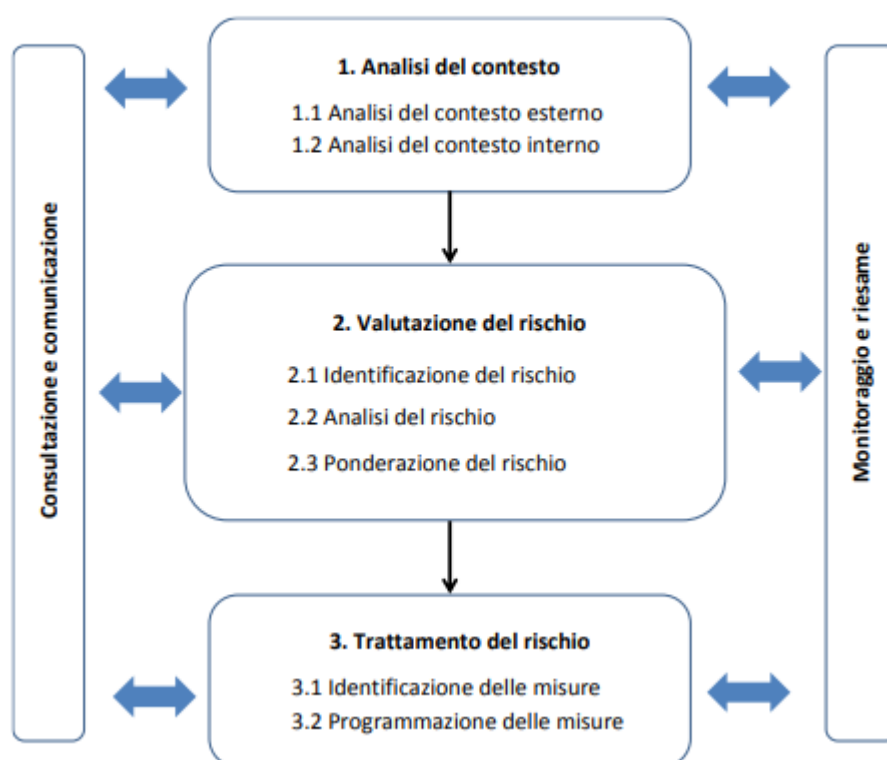 Consultazione e comunicazione
1. Analisi del contesto
1.1 Analisi del contesto esterno
1.2 Analisi del contesto interno
2. Valutazione del rischio
2.1 Identificazione del rischio
2.2 Analisi del rischio
2.3 Ponderazione del rischio
3. Trattamento del rischio
3.1 Identificazione delle misure
3.2 Programmazione delle misure
Monitoraggio e riesame